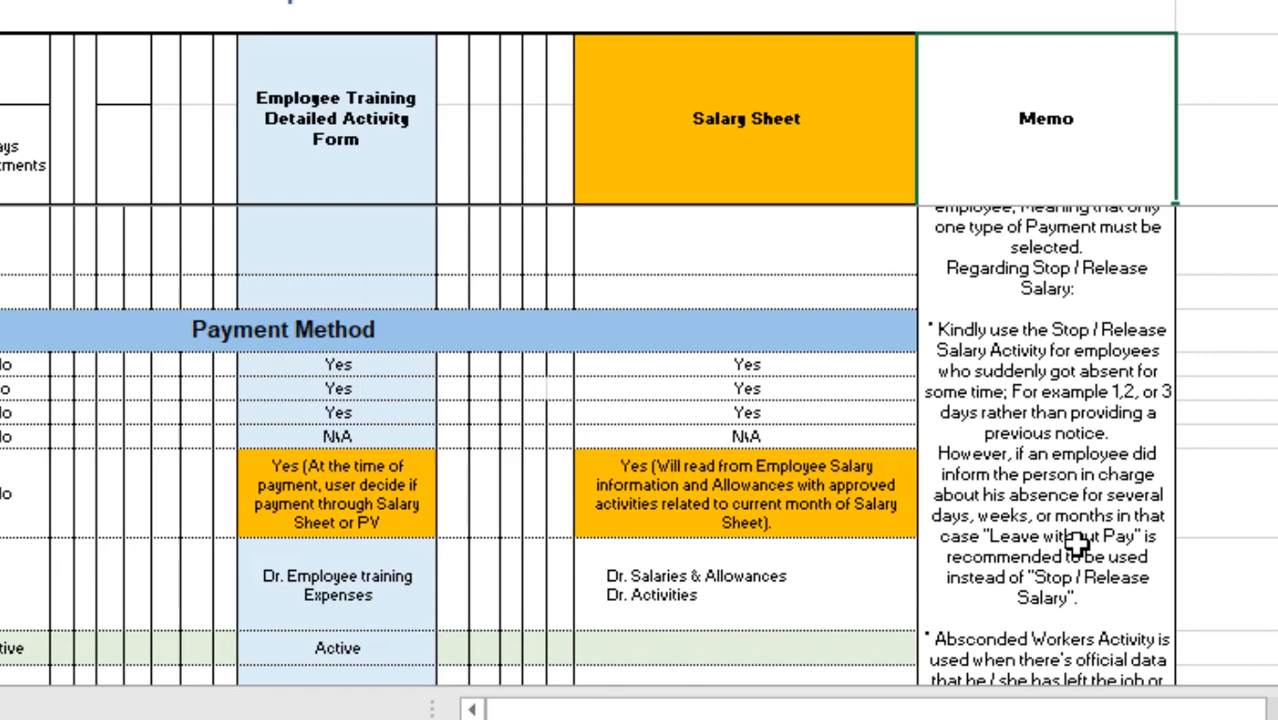 Employee Training
Detailed Activity
Form
Salary Sheet
Memo
one type of Payment must be
selected.
Regarding Stop / Release
Salary:
Payment Method
* Kindly use the Stop / Release
Salary Activity for employees
who suddenly got absent for
some time; For example 1,2, or 3
days rather than providing a
previous notice.
However, if an employee did
inform the person in charge
about his absence for several
days, weeks, or months in that
case "Leave without Pay" is
recommended to be used
instead of "Stop / Release
Salary".
* Absconded Workers Activity is
used when there's official data
that he / she has left the job or
Yes
Yes
Yes
Yes
Yes
Yes
N\A
N\A
Yes (At the time of
payment, user decide if
payment through Salary
Sheet or PV
Yes (Will read from Employee Salary
information and Allowances with approved
activities related to current month of Salary
Sheet).
Dr. Employee training
Expenses
Dr. Salaries & Allowances
Dr. Activities
Active